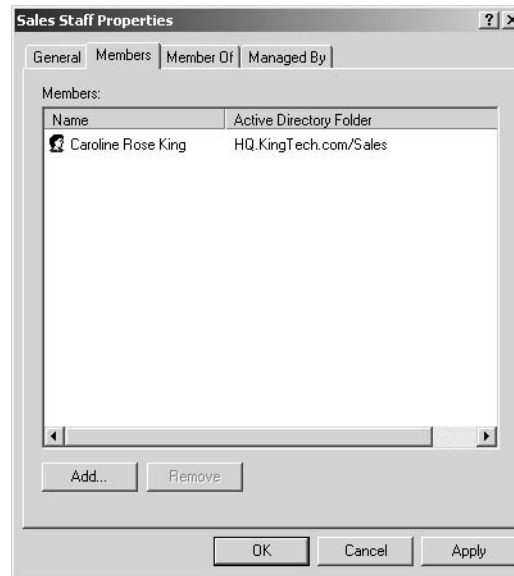 Sales Staff Properties
General Members Member Of Managed By
Members:
Name Active Directory Folder
Caroline Rose King HQ.KingTech.com/Sales
Add... Remove
OK Cancel Apply